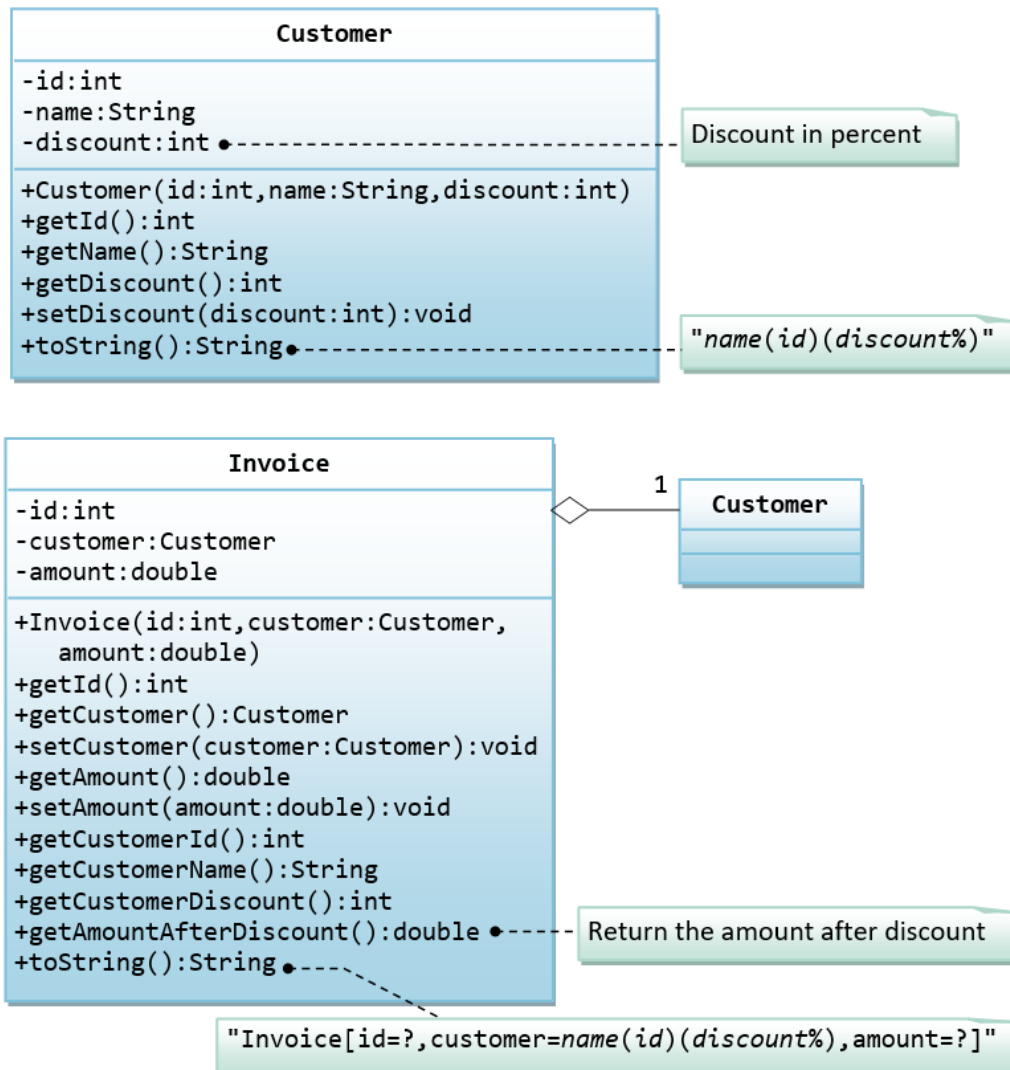 Customer
-id:int
-name:String
-discount:int
Discount in percent
+Customer(id:int,name:String,discount:int)
+getId():int
+getName():String
+getDiscount():int
+setDiscount(discount:int):void
+toString():String
"name(id)(discount%)"
Invoice
-id:int
-customer:Customer
-amount:double
1
Customer
+Invoice(id:int,customer:Customer,
amount:double)
+getId():int
+getCustomer():Customer
+setCustomer(customer:Customer):void
+getAmount():double
+setAmount(amount:double):void
+getCustomerId():int
+getCustomerName():String
+getCustomerDiscount():int
+getAmountAfterDiscount():double
Return the amount after discount
+toString():String
"Invoice[id=?,customer=name(id)(discount%),amount=?]"